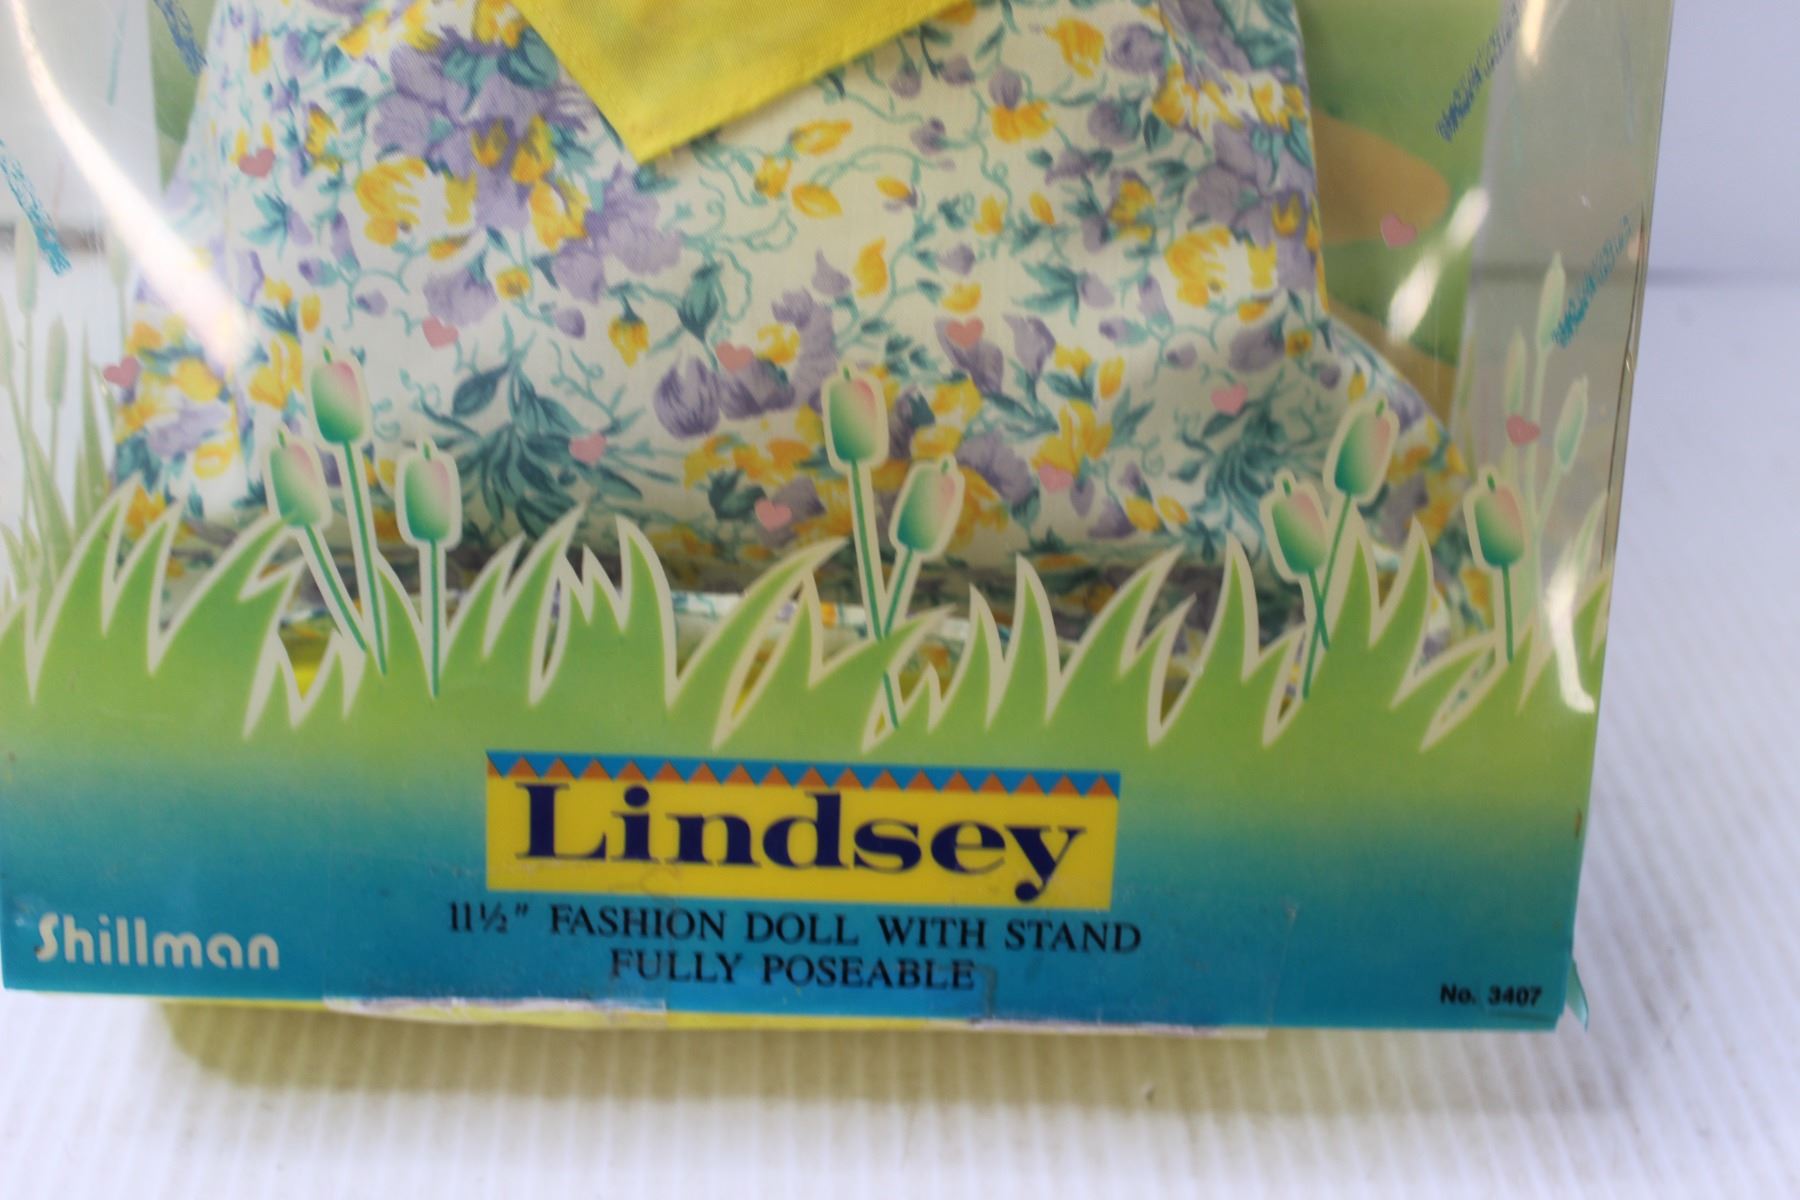 Lindsey
11½" FASHION DOLL WITH STAND
FULLY POSEABLE
Shillman
No. 3407